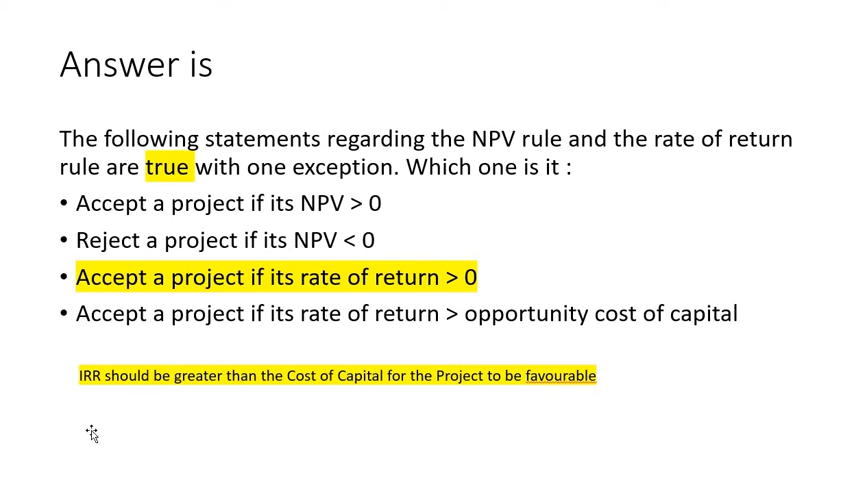 Answer is
The following statements regarding the NPV rule and the rate of return
rule are true with one exception. Which one is it :
• Accept a project if its NPV > 0
• Reject a project if its NPV < 0
• Accept a project if its rate of return > 0
• Accept a project if its rate of return > opportunity cost of capital
IRR should be greater than the Cost of Capital for the Project to be favourable